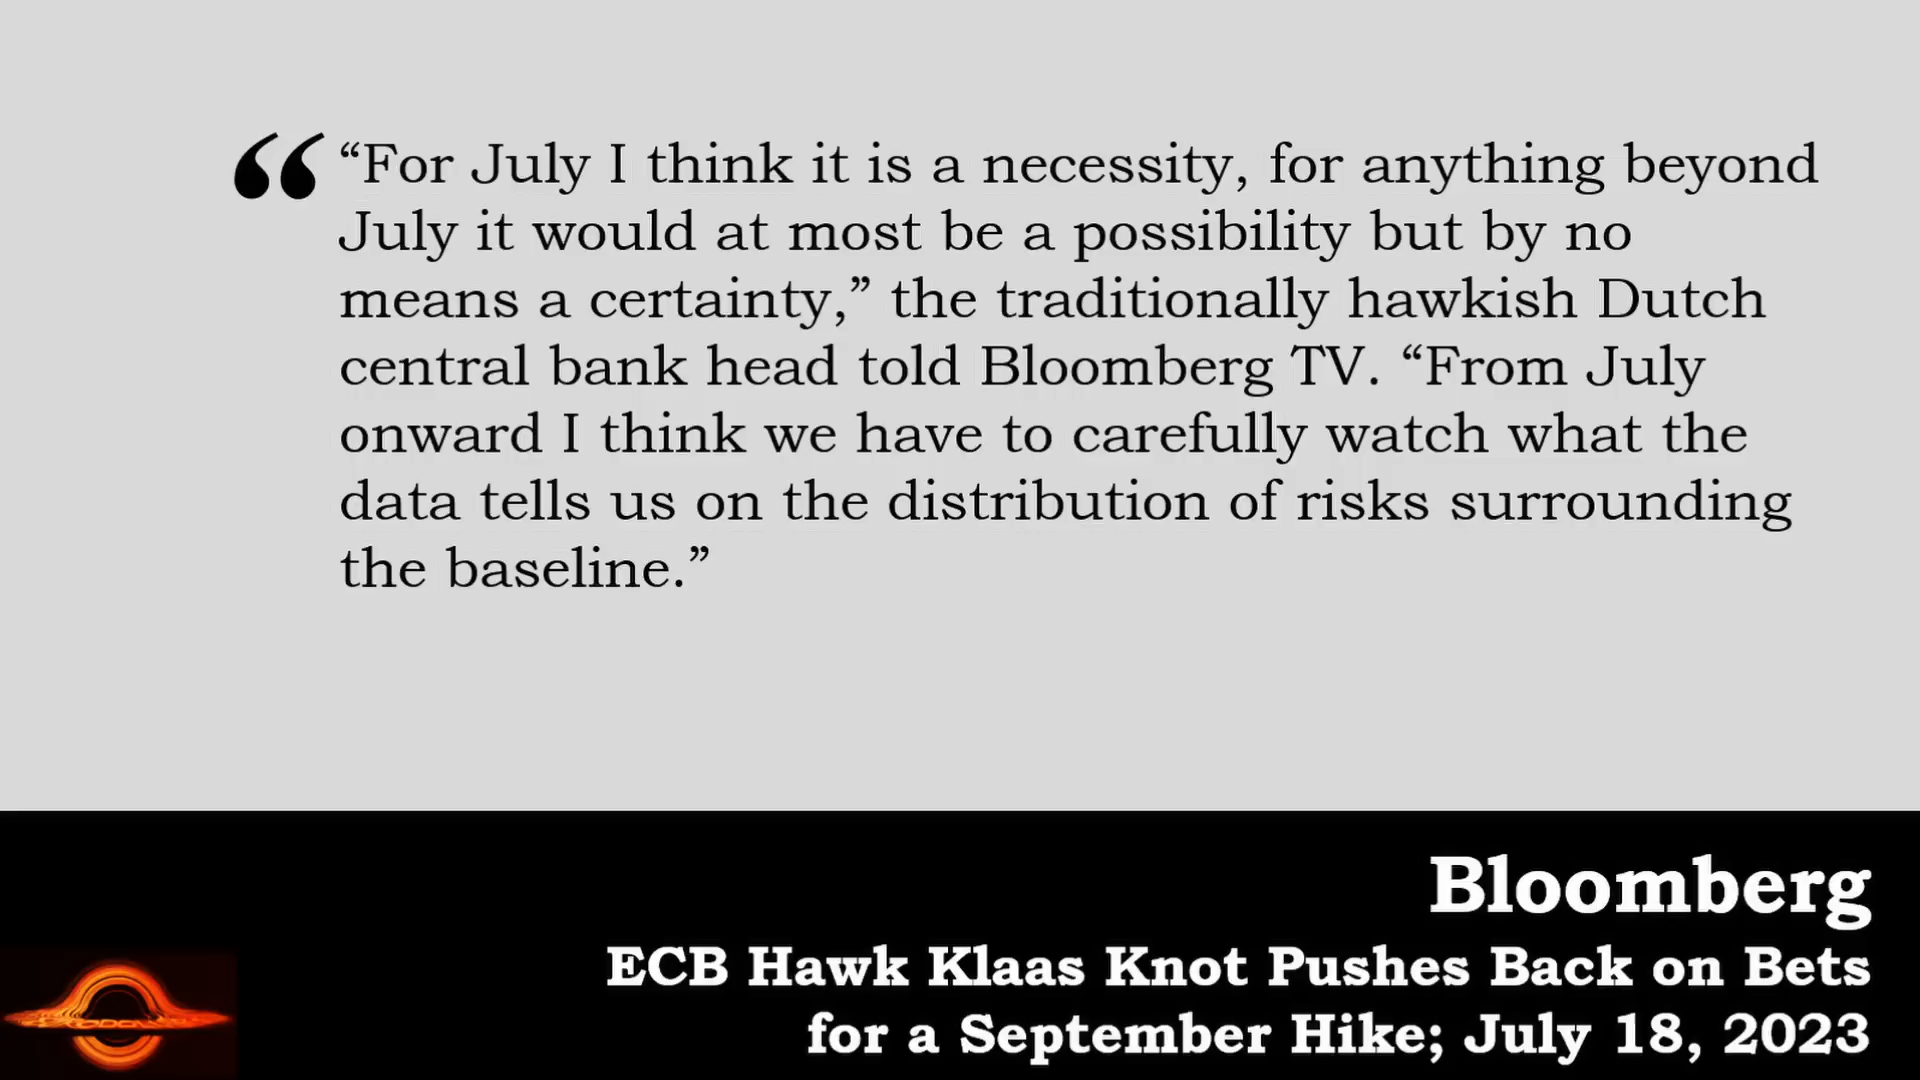 “
“For July I think it is a necessity, for anything beyond
July it would at most be a possibility but by no
means a certainty,” the traditionally hawkish Dutch
central bank head told Bloomberg TV. “From July
onward I think we have to carefully watch what the
data tells us on the distribution of risks surrounding
the baseline.”
Bloomberg
ECB Hawk Klaas Knot Pushes Back on Bets
for a September Hike; July 18, 2023